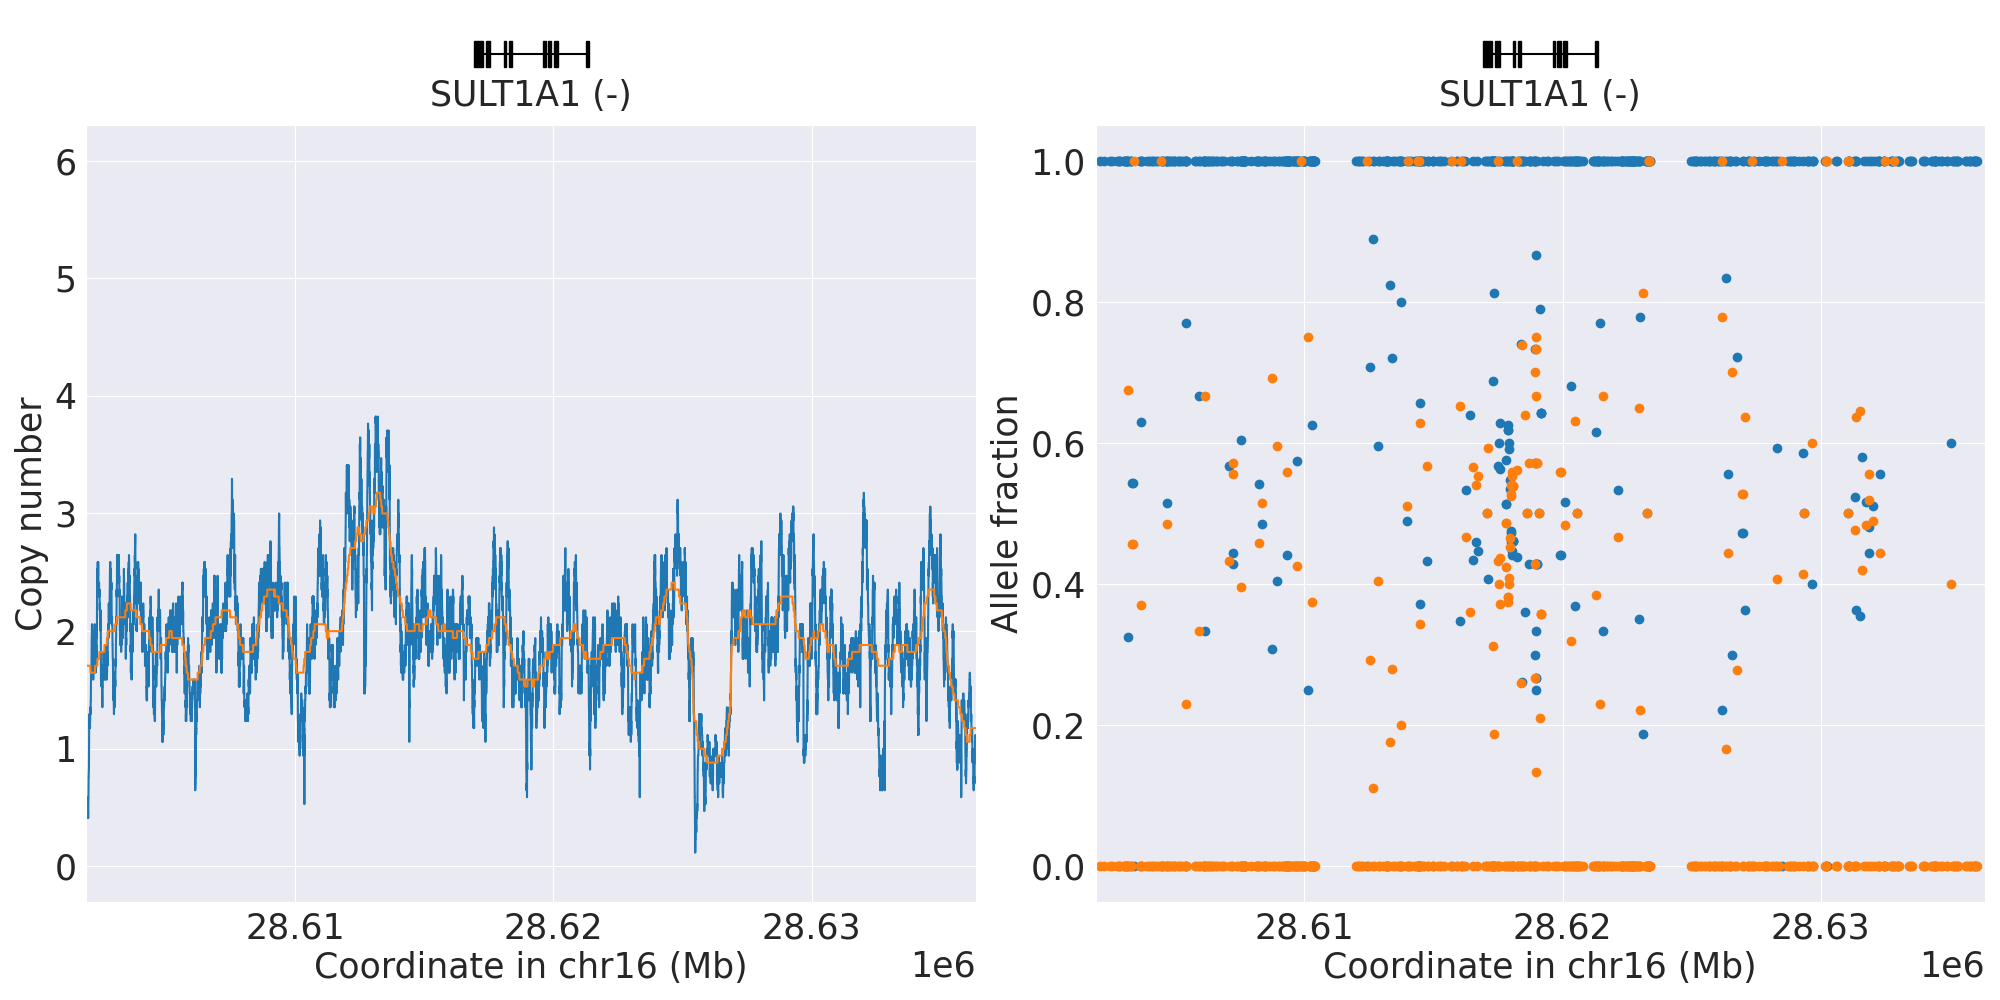 SULT1A1 (-)
SULT1A1 (-)
Copy number
6
5
4
3
2
1
0
28.61
28.62
28.63
Coordinate in chr16 (Mb)
1e6
Allele fraction
1.0
0.8
0.6
0.4
0.2
0.0
28.61
28.62
28.63
Coordinate in chr16 (Mb)
1e6